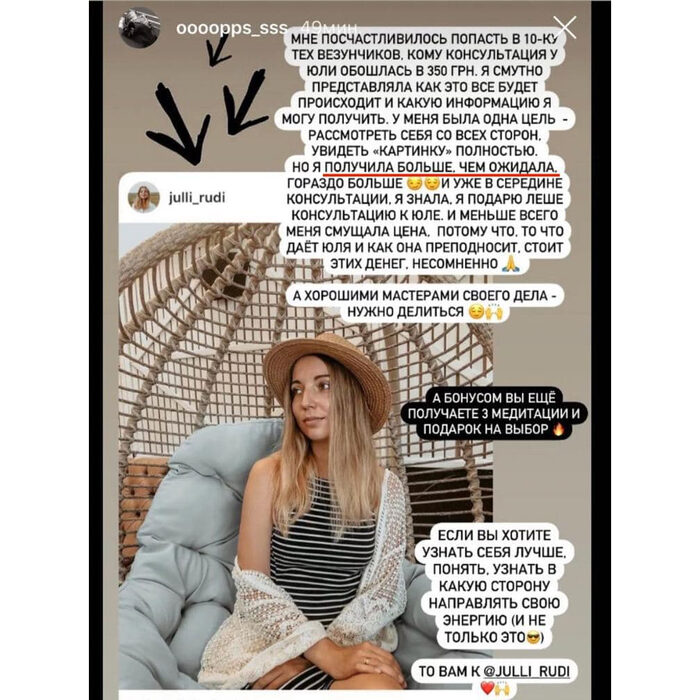 oooopps_sss 49мин
МНЕ ПОСЧАСТЛИВИЛОСЬ ПОПАСТЬ В 10-КУ
ТЕХ ВЕЗУНЧИКОВ, КОМУ КОНСУЛЬТАЦИЯ У
ЮЛИ ОБОШЛАСЬ В 350 ГРН. Я СМУТНО
ПРЕДСТАВЛЯЛА КАК ЭТО ВСЕ БУДЕТ
ПРОИСХОДИТ И КАКУЮ ИНФОРМАЦИЮ Я
МОГУ ПОЛУЧИТЬ. У МЕНЯ БЫЛА ОДНА ЦЕЛЬ -
РАССМОТРЕТЬ СЕБЯ СО ВСЕХ СТОРОН,
УВИДЕТЬ «КАРТИНКУ» ПОЛНОСТЬЮ.
НО Я ПОЛУЧИЛА БОЛЬШЕ, ЧЕМ ОЖИДАЛА,
ГОРАЗДО БОЛЬШЕ 😏😏И УЖЕ В СЕРЕДИНЕ
КОНСУЛЬТАЦИИ, Я ЗНАЛА, Я ПОДАРЮ ЛЕШЕ
КОНСУЛЬТАЦИЮ К ЮЛЕ. И МЕНЬШЕ ВСЕГО
МЕНЯ СМУЩАЛА ЦЕНА, ПОТОМУ ЧТО, ТО ЧТО
ДАЁТ ЮЛЯ И КАК ОНА ПРЕПОДНОСИТ, СТОИТ
ЭТИХ ДЕНЕГ, НЕСОМНЕННО 🙏
julli_rudi
А ХОРОШИМИ МАСТЕРАМИ СВОЕГО ДЕЛА -
НУЖНО ДЕЛИТЬСЯ 😏🙌
А БОНУСОМ ВЫ ЕЩЁ
ПОЛУЧАЕТЕ 3 МЕДИТАЦИИ И
ПОДАРОК НА ВЫБОР 🔥
ЕСЛИ ВЫ ХОТИТЕ
УЗНАТЬ СЕБЯ ЛУЧШЕ,
ПОНЯТЬ, УЗНАТЬ В
КАКУЮ СТОРОНУ
НАПРАВЛЯТЬ СВОЮ
ЭНЕРГИЮ (И НЕ
ТОЛЬКО ЭТО😎)
ТО ВАМ К @JULLI_RUDI
❤️🙌